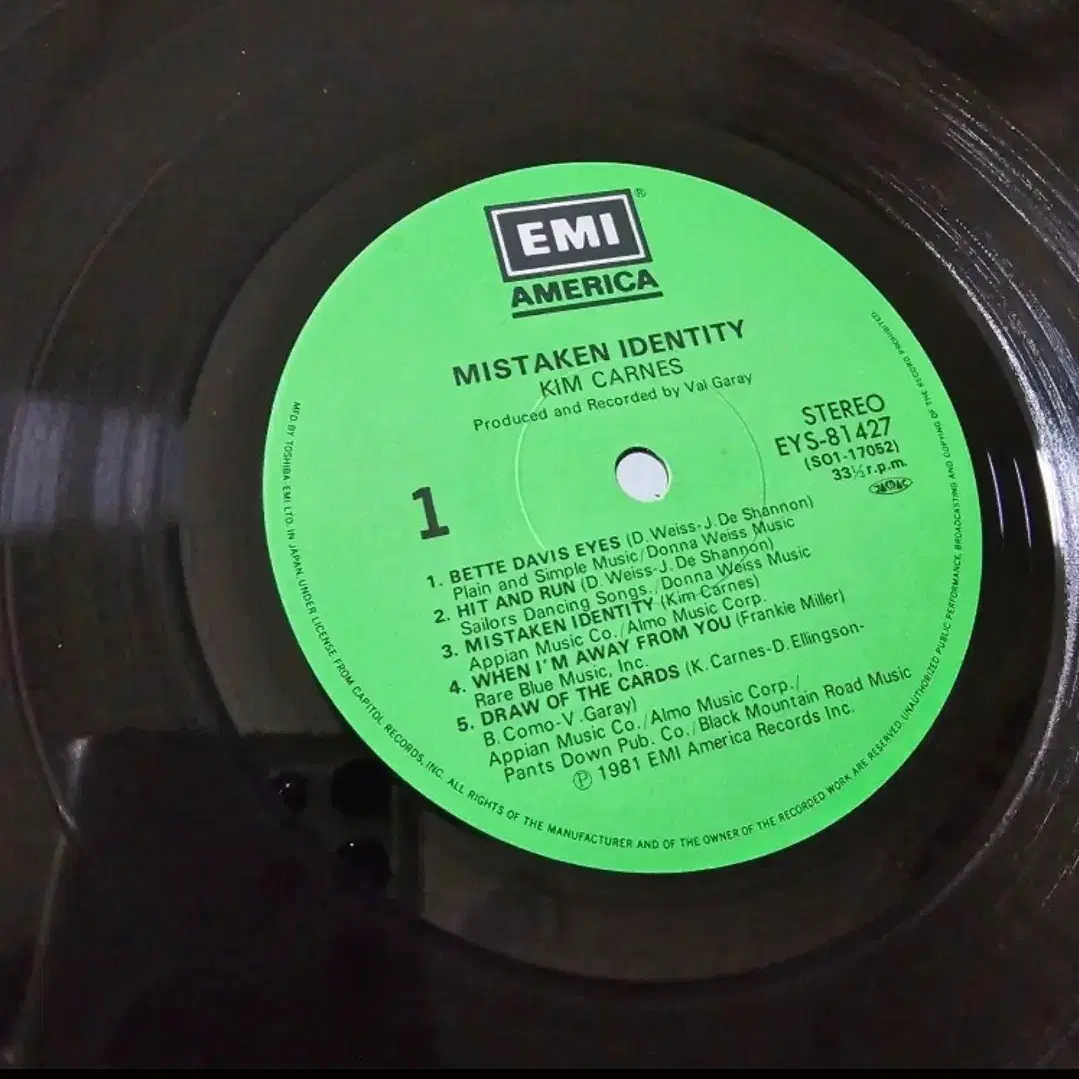 EMI®
AMERICA
MISTAKEN IDENTITY
KIM CARNES
Produced and Recorded by Val Garay
STEREO
EYS-81427
(SO1-17052)
33⅓r.p.m.
JASRAC
1
1. BETTE DAVIS EYES (D. Weiss-J. De Shannon)
Plain and Simple Music/Donna Weiss Music
2. HIT AND RUN (D. Weiss-J. De Shannon)
Sailors Dancing Songs./Donna Weiss Music
3. MISTAKEN IDENTITY (Kim Carnes)
Appian Music Co./Almo Music Corp.
4. WHEN I'M AWAY FROM YOU (Frankie Miller)
Rare Blue Music, Inc.
5. DRAW OF THE CARDS (K. Carnes-D. Ellingson-
B. Como-V. Garay)
Appian Music Co./Almo Music Corp./
Pants Down Pub. Co./Black Mountain Road Music
Ⓟ 1981 EMI America Records Inc.
MFD BY TOSHIBA-EMI LTD. IN JAPAN, UNDER LICENSE FROM CAPITOL RECORDS, INC. ALL RIGHTS OF THE MANUFACTURER AND OF THE OWNER OF THE RECORDED WORK ARE RESERVED. UNAUTHORIZED PUBLIC PERFORMANCE, BROADCASTING AND COPYING OF THE RECORD PROHIBITED.